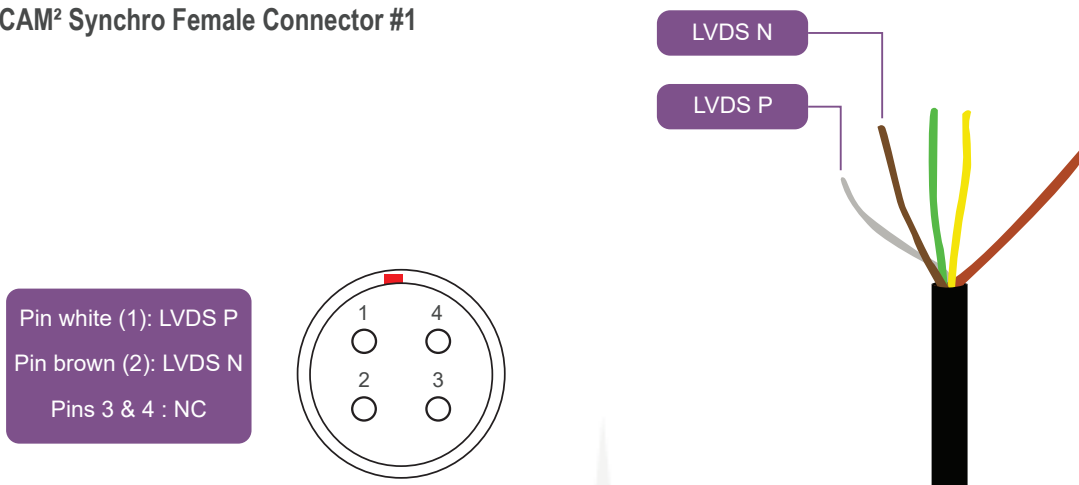 CAM² Synchro Female Connector #1
LVDS N
LVDS P
Pin white (1): LVDS P
Pin brown (2): LVDS N
Pins 3 & 4 : NC
1 4
2 3